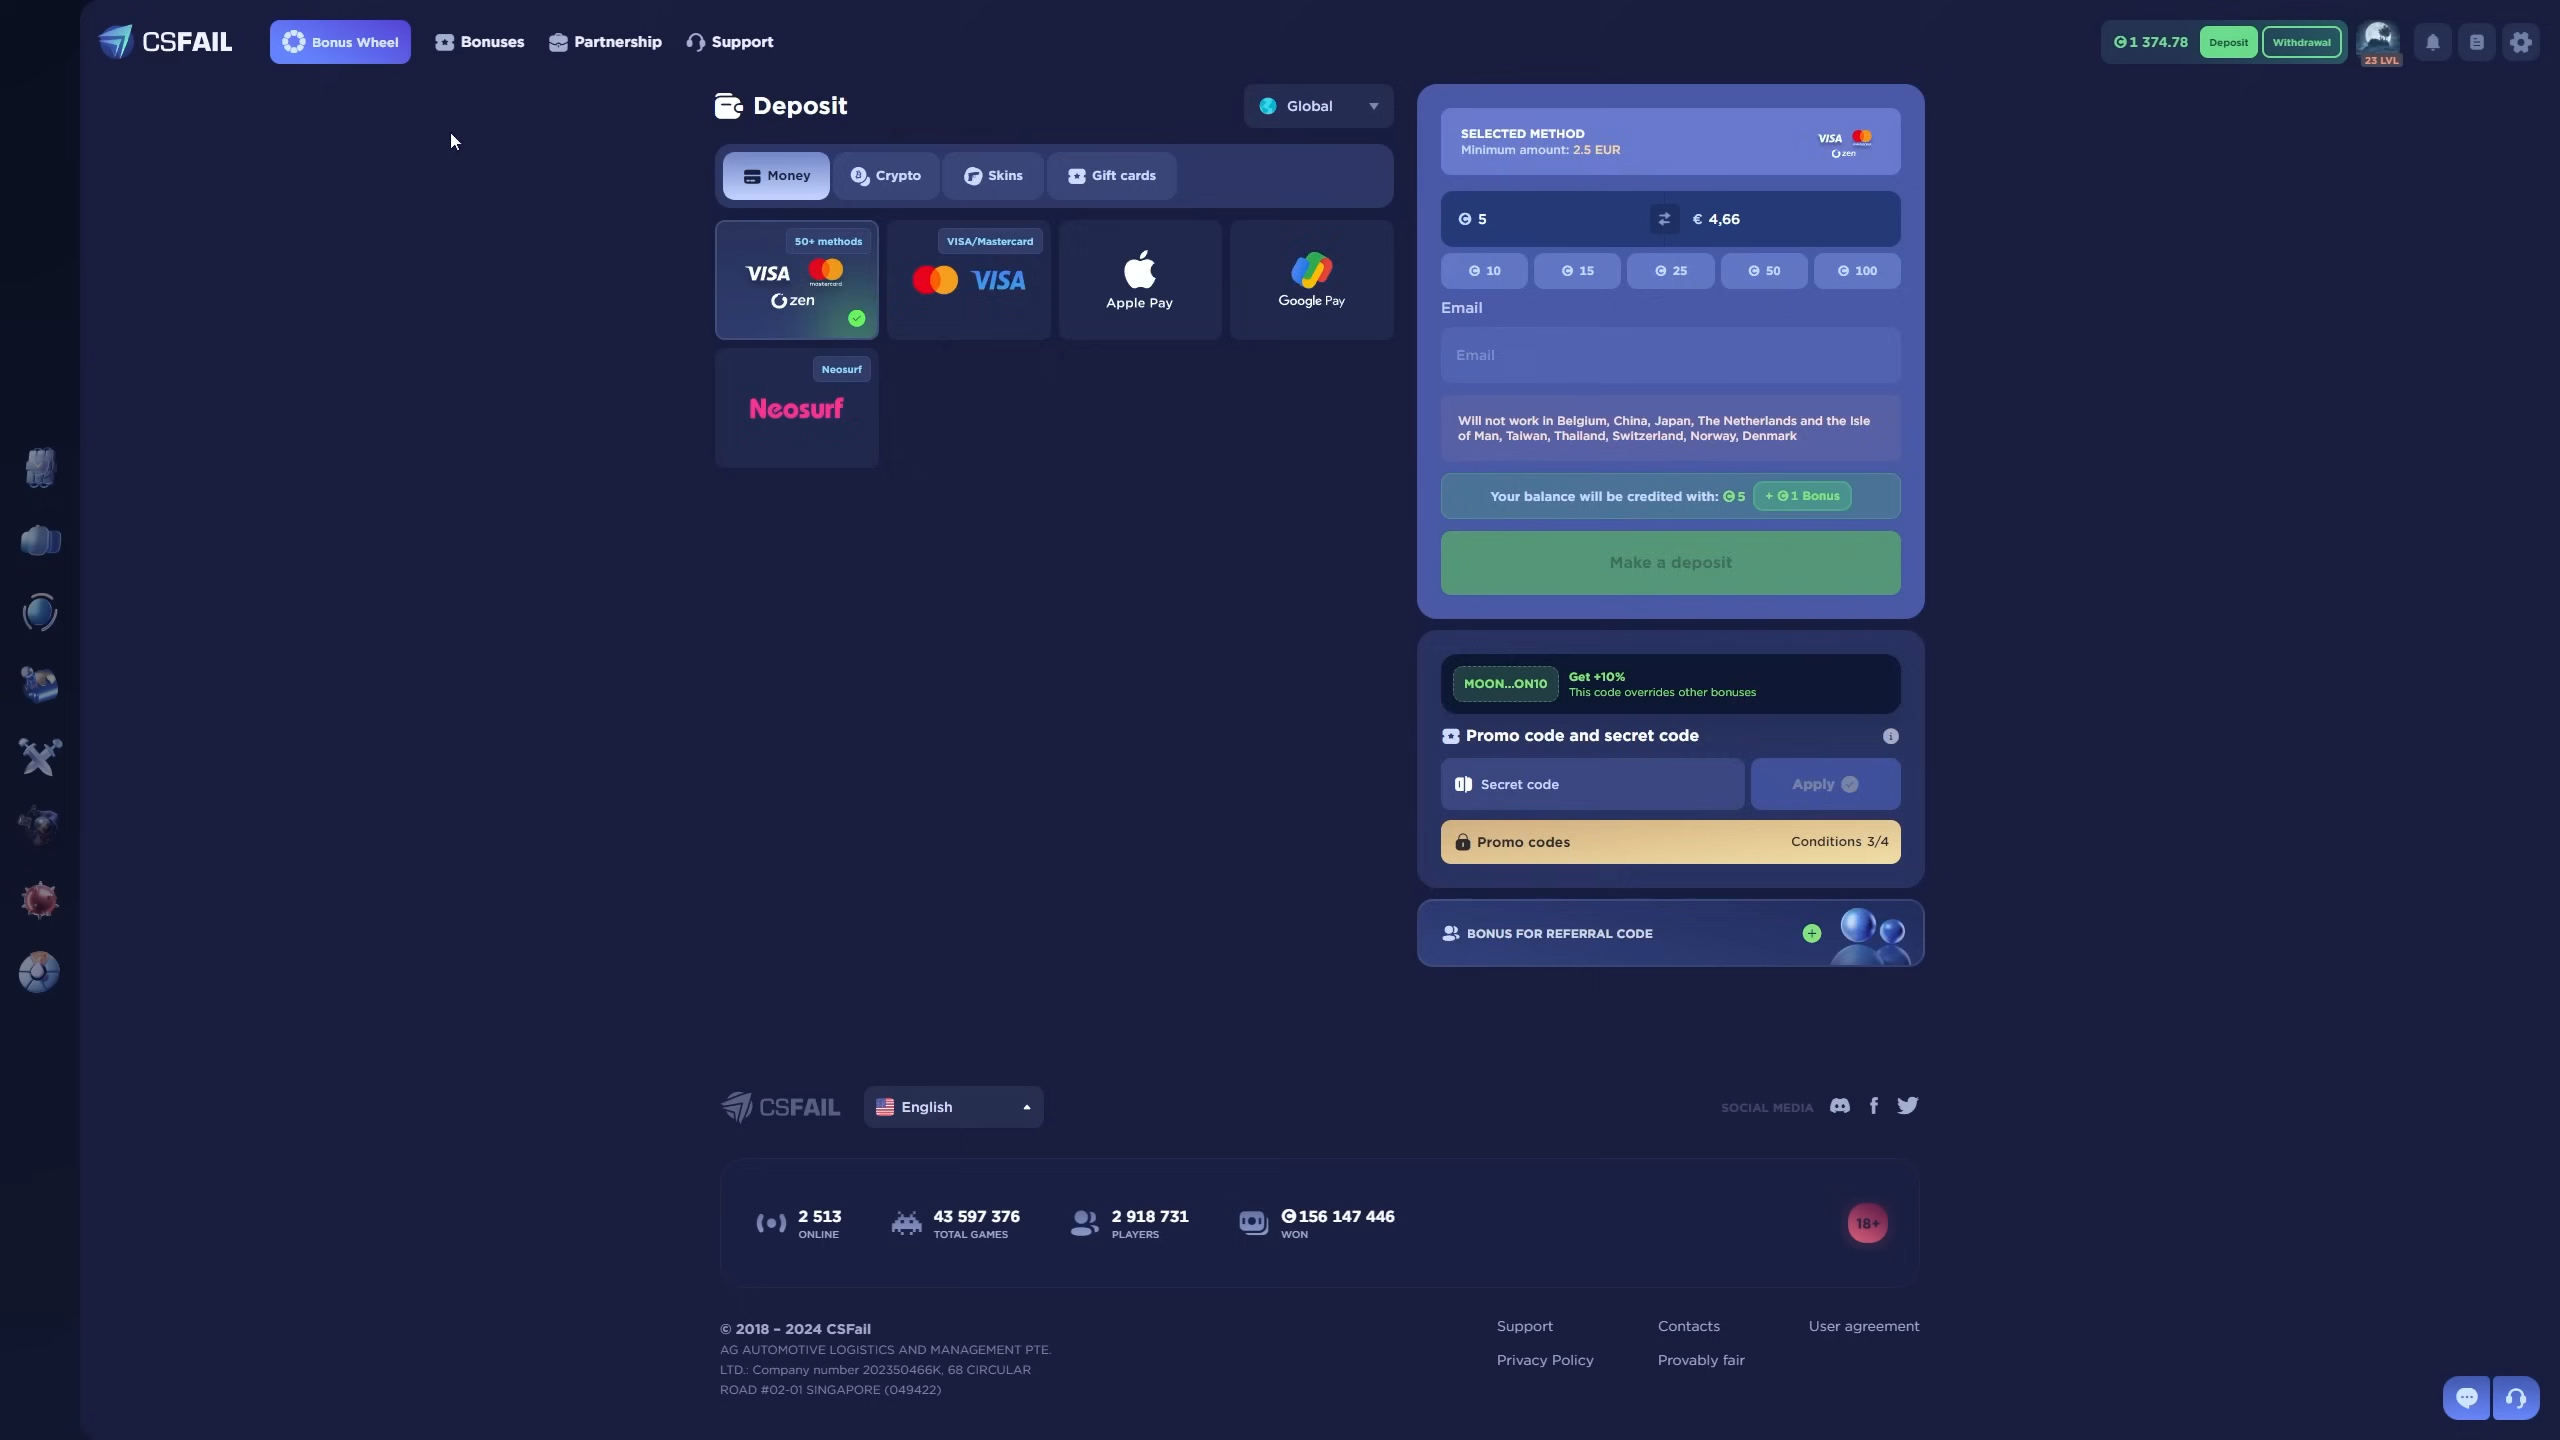 CSFAIL
Bonus Wheel
Bonuses
Partnership
Support
1 374.78
Deposit
Withdrawal
23 LVL
Deposit
Global
Money
Crypto
Skins
Gift cards
50+ methods
VISA
mastercard
zen
VISA/Mastercard
VISA
Apple Pay
Google Pay
Neosurf
Neosurf
SELECTED METHOD
Minimum amount: 2.5 EUR
VISA
zen
5
€ 4,66
10
15
25
50
100
Email
Email
Will not work in Belgium, China, Japan, The Netherlands and the Isle
of Man, Taiwan, Thailand, Switzerland, Norway, Denmark
Your balance will be credited with: 5
+ 1 Bonus
Make a deposit
MOON...ON10
Get +10%
This code overrides other bonuses
Promo code and secret code
Secret code
Apply
Promo codes
Conditions 3/4
BONUS FOR REFERRAL CODE
CSFAIL
English
SOCIAL MEDIA
2 513
ONLINE
43 597 376
TOTAL GAMES
2 918 731
PLAYERS
156 147 446
WON
18+
© 2018 – 2024 CSFail
AG AUTOMOTIVE LOGISTICS AND MANAGEMENT PTE.
LTD.: Company number 202350466K, 68 CIRCULAR
ROAD #02-01 SINGAPORE (049422)
Support
Contacts
User agreement
Privacy Policy
Provably fair